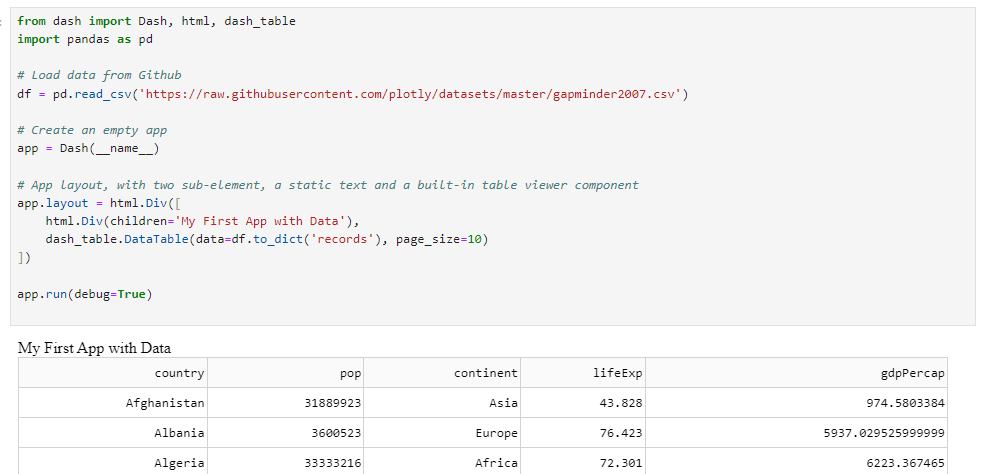 from dash import Dash, html, dash_table
import pandas as pd
# Load data from Github
df = pd.read_csv('https://raw.githubusercontent.com/plotly/datasets/master/gapminder2007.csv')
# Create an empty app
app = Dash(__name__)
# App layout, with two sub-element, a static text and a built-in table viewer component
app.layout = html.Div([
    html.Div(children='My First App with Data'),
    dash_table.DataTable(data=df.to_dict('records'), page_size=10)
])
app.run(debug=True)
My First App with Data
country pop continent lifeExp gdpPercap
Afghanistan 31889923 Asia 43.828 974.5803384
Albania 3600523 Europe 76.423 5937.029525999999
Algeria 33333216 Africa 72.301 6223.367465